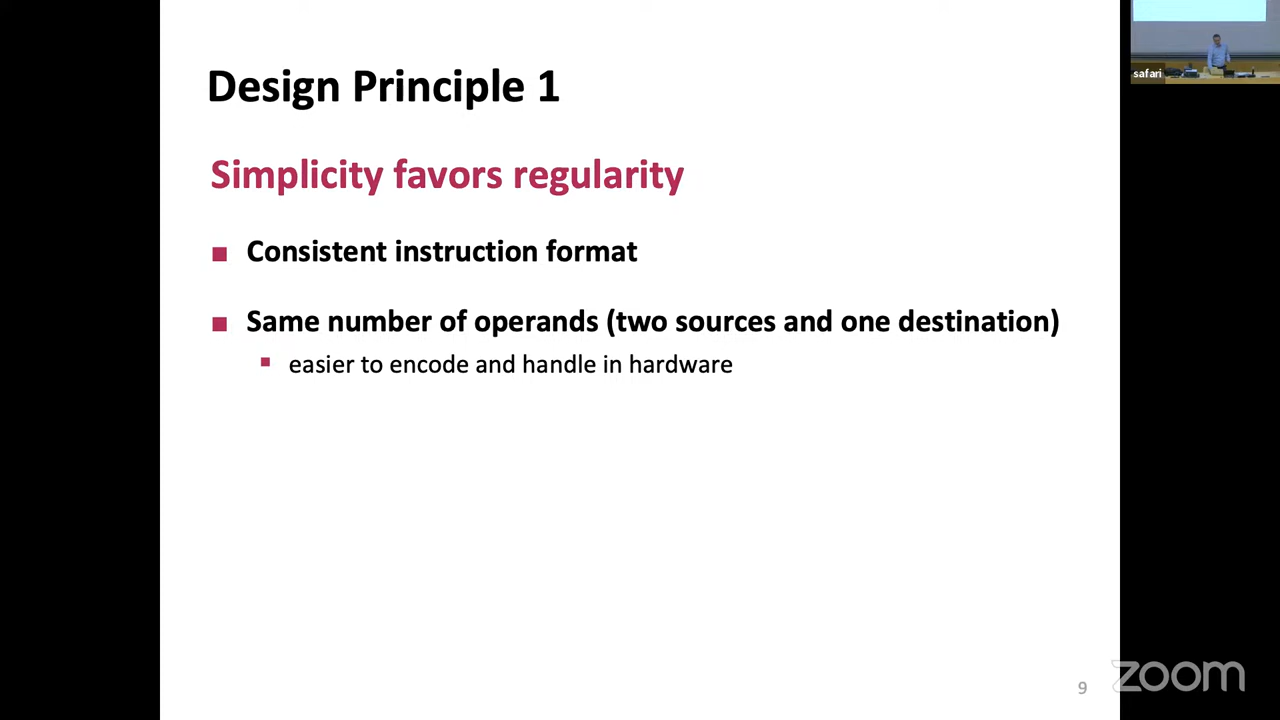 Design Principle 1
Simplicity favors regularity
Consistent instruction format
Same number of operands (two sources and one destination)
easier to encode and handle in hardware
9
safari
zoom